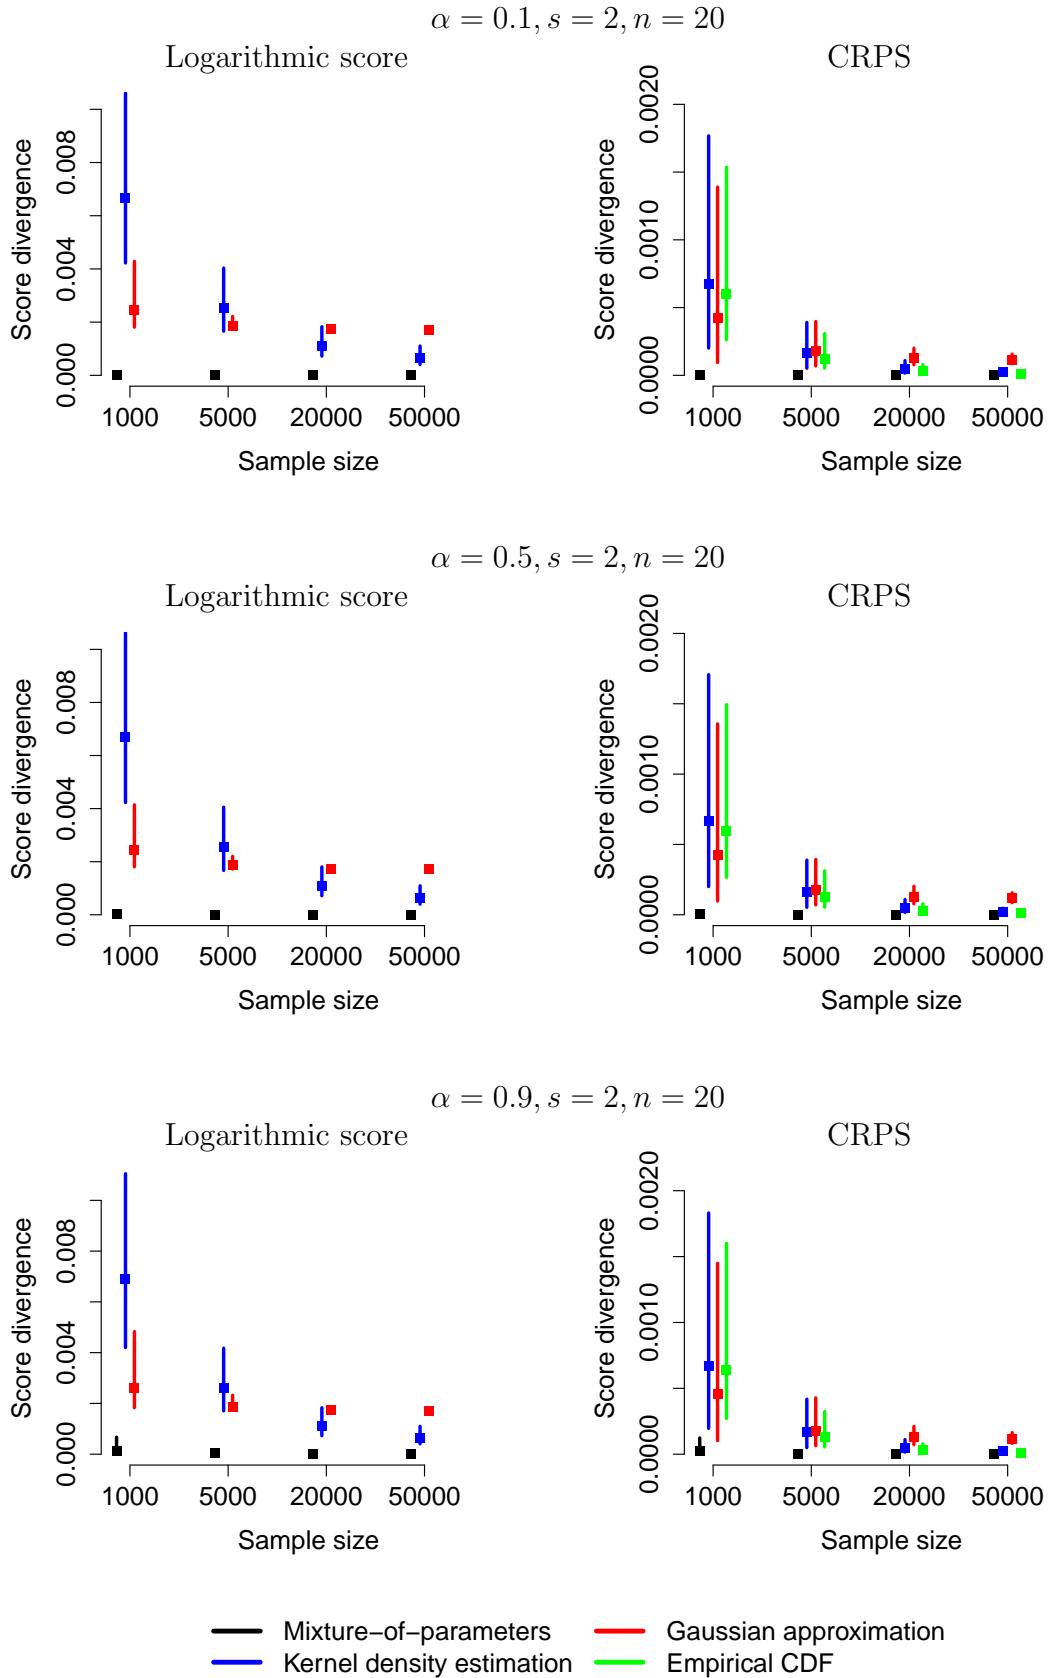 α = 0.1, s = 2, n = 20
Logarithmic score
CRPS
Score divergence
0.000 0.004 0.008
1000 5000 20000 50000
Sample size
Score divergence
0.0000 0.0010 0.0020
1000 5000 20000 50000
Sample size
α = 0.5, s = 2, n = 20
Logarithmic score
CRPS
Score divergence
0.000 0.004 0.008
1000 5000 20000 50000
Sample size
Score divergence
0.0000 0.0010 0.0020
1000 5000 20000 50000
Sample size
α = 0.9, s = 2, n = 20
Logarithmic score
CRPS
Score divergence
0.000 0.004 0.008
1000 5000 20000 50000
Sample size
Score divergence
0.0000 0.0010 0.0020
1000 5000 20000 50000
Sample size
Mixture−of−parameters
Kernel density estimation
Gaussian approximation
Empirical CDF